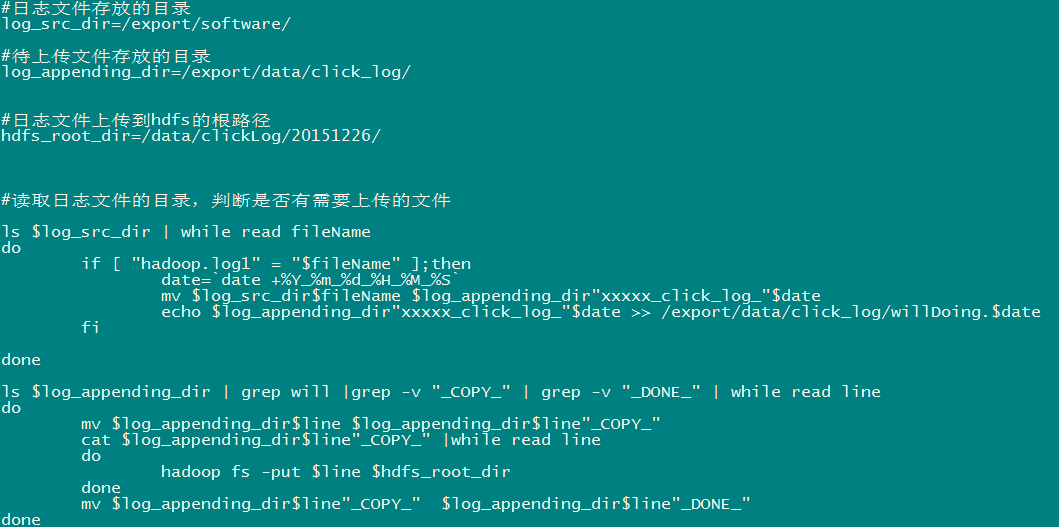 #日志文件存放的目录
log_src_dir=/export/software/
#待上传文件存放的目录
log_appending_dir=/export/data/click_log/
#日志文件上传到hdfs的根路径
hdfs_root_dir=/data/clickLog/20151226/
#读取日志文件的目录，判断是否有需要上传的文件
ls $log_src_dir | while read fileName
do
        if [ "hadoop.log1" = "$fileName" ];then
                date=`date +%Y_%m_%d_%H_%M_%S`
                mv $log_src_dir$fileName $log_appending_dir"xxxxx_click_log_"$date
                echo $log_appending_dir"xxxxx_click_log_"$date >> /export/data/click_log/willDoing.$date
        fi
done
ls $log_appending_dir | grep will |grep -v "_COPY_" | grep -v "_DONE_" | while read line
do
        mv $log_appending_dir$line $log_appending_dir$line"_COPY_"
        cat $log_appending_dir$line"_COPY_" |while read line
        do
                hadoop fs -put $line $hdfs_root_dir
        done
        mv $log_appending_dir$line"_COPY_"  $log_appending_dir$line"_DONE_"
done